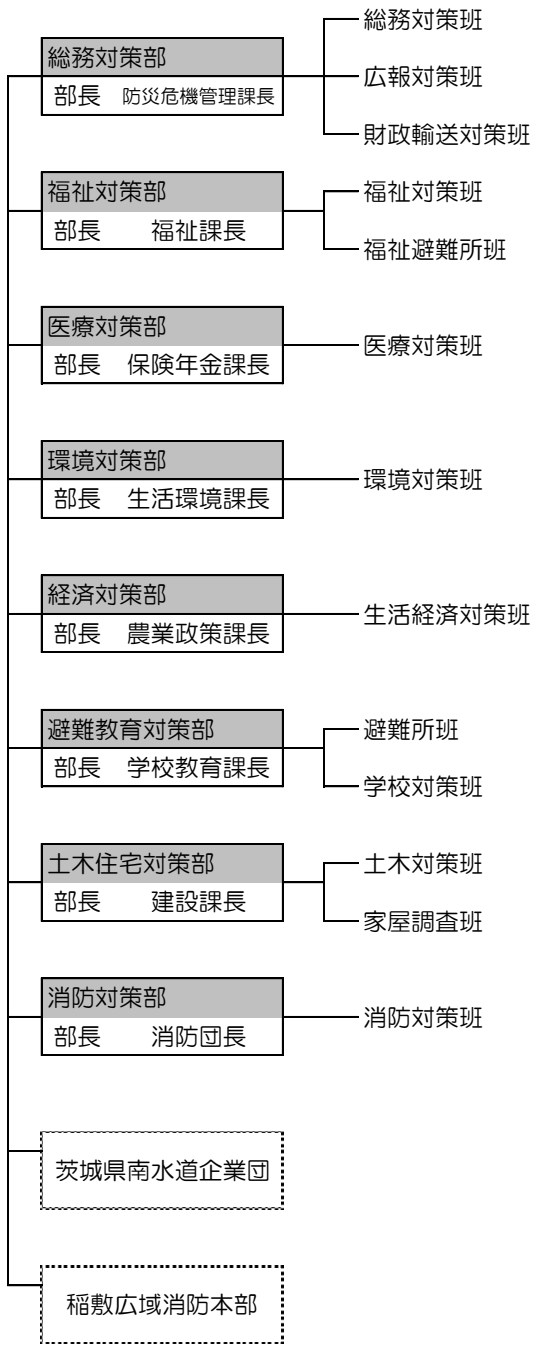 総務対策部
部長 防災危機管理課長
総務対策班
広報対策班
財政輸送対策班
福祉対策部
部長 福祉課長
福祉対策班
福祉避難所班
医療対策部
部長 保険年金課長
医療対策班
環境対策部
部長 生活環境課長
環境対策班
経済対策部
部長 農業政策課長
生活経済対策班
避難教育対策部
部長 学校教育課長
避難所班
学校対策班
土木住宅対策部
部長 建設課長
土木対策班
家屋調査班
消防対策部
部長 消防団長
消防対策班
茨城県南水道企業団
稲敷広域消防本部